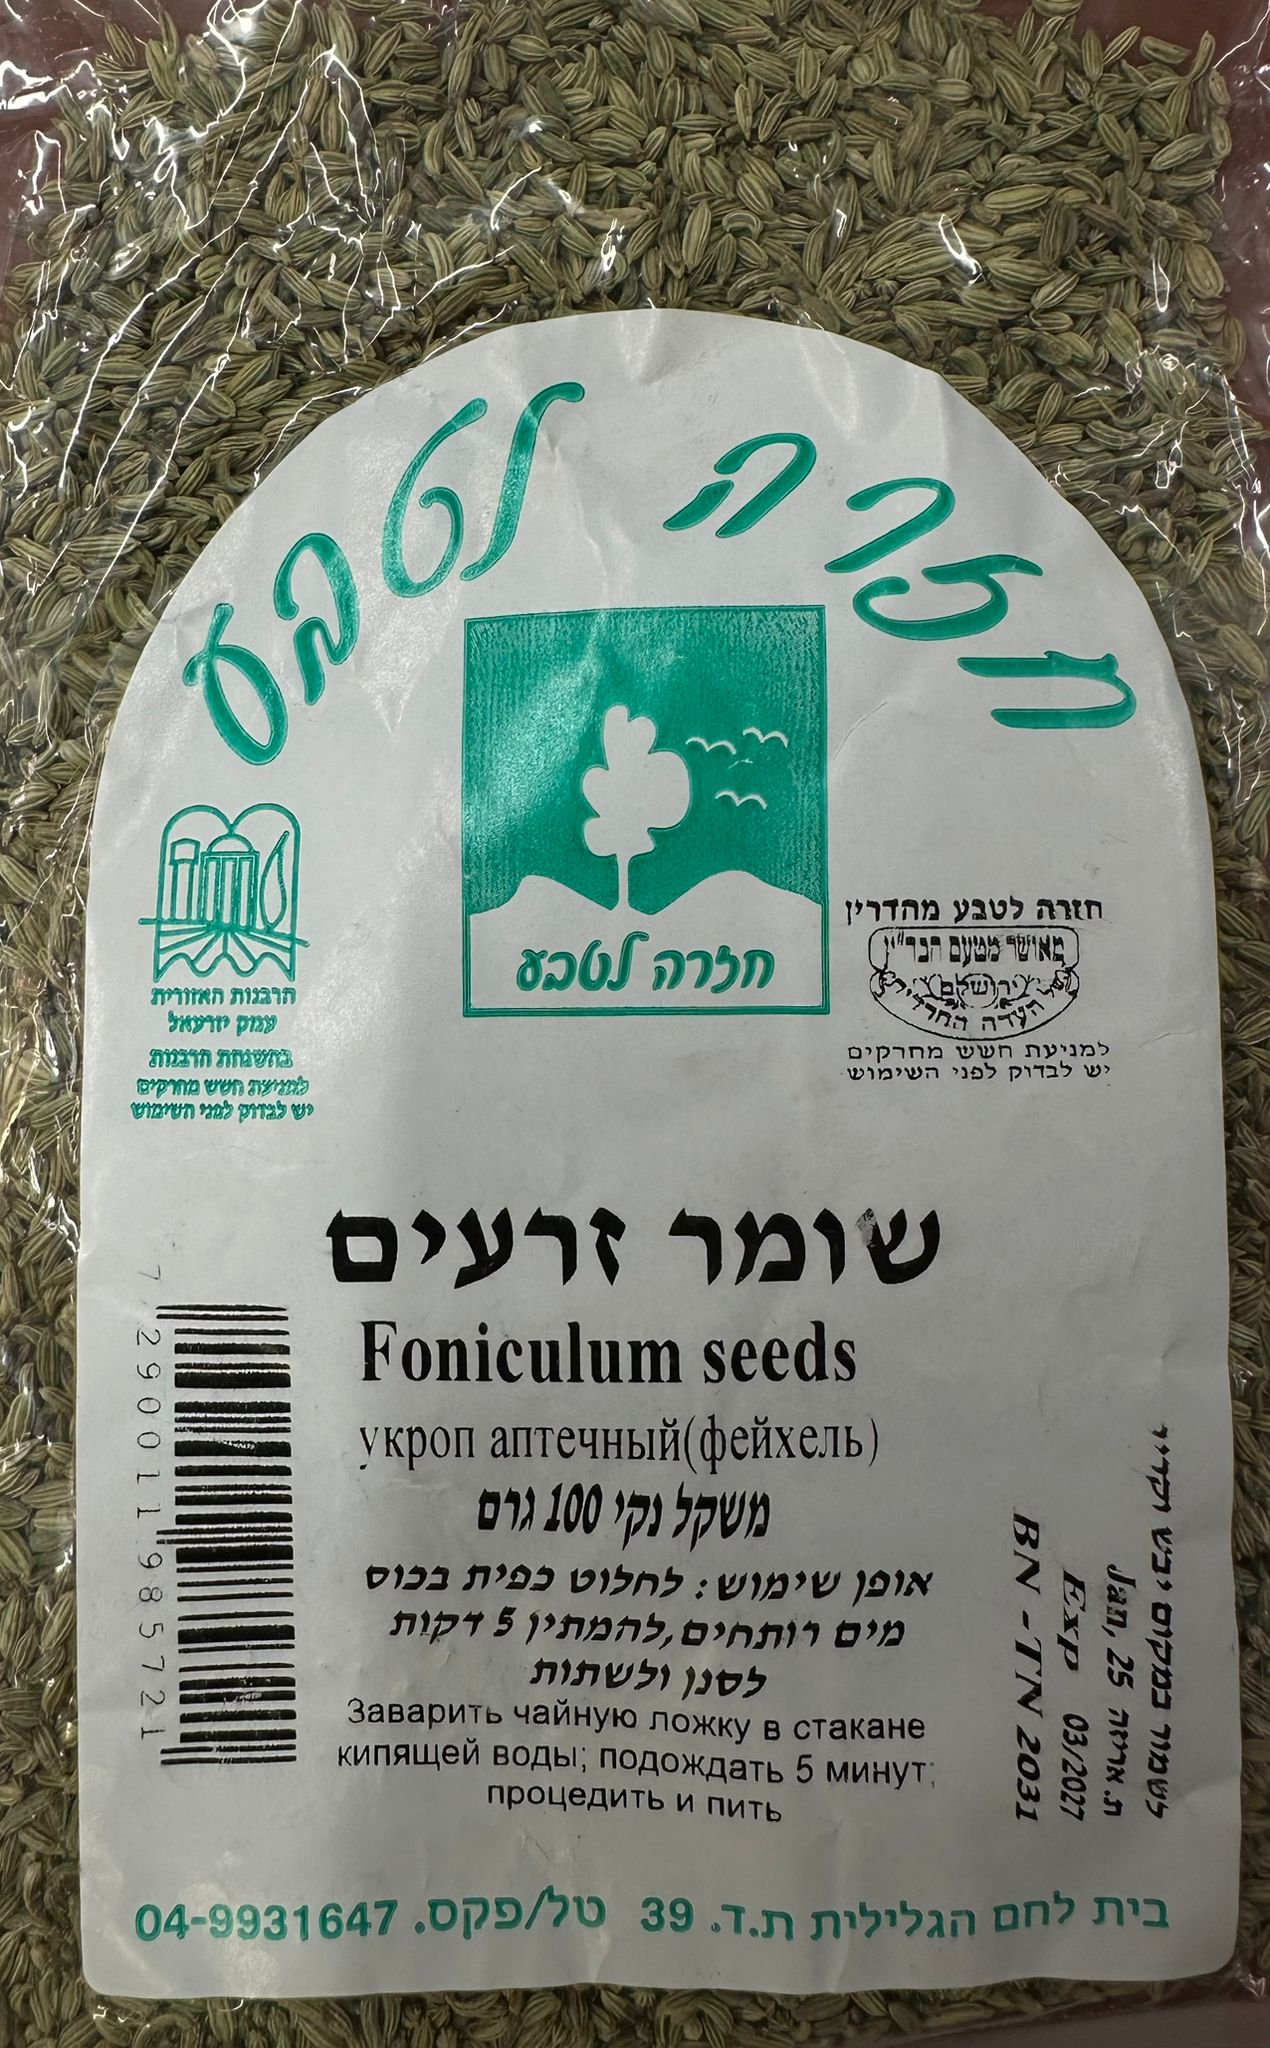 חזרה לטבע
חזרה לטבע
הרבנות האזורית
עמק יזרעאל
בהשגחת הרבנות
למניעת חשש מחרקים
יש לבדוק לפני השימוש
חזרה לטבע מהדרין
מאושר מטעם הבד"ץ
ירושלם
העדה החרדית
למניעת חשש מחרקים
יש לבדוק לפני השימוש
שומר זרעים
Foniculum seeds
укроп аптечный(фейхель)
משקל נקי 100 גרם
אופן שימוש: לחלוט כפית בכוס
מים רותחים,להמתין 5 דקות
לסנן ולשתות
Заварить чайную ложку в стакане
кипящей воды; подождать 5 минут;
процедить и пить
7 290011 985721
לשמור במקום יבש וקריר
ת. אריזה Jan, 25
Exp 03/2027
BN - TN 2031
בית לחם הגלילית ת.ד. 39 טל/פקס. 04-9931647